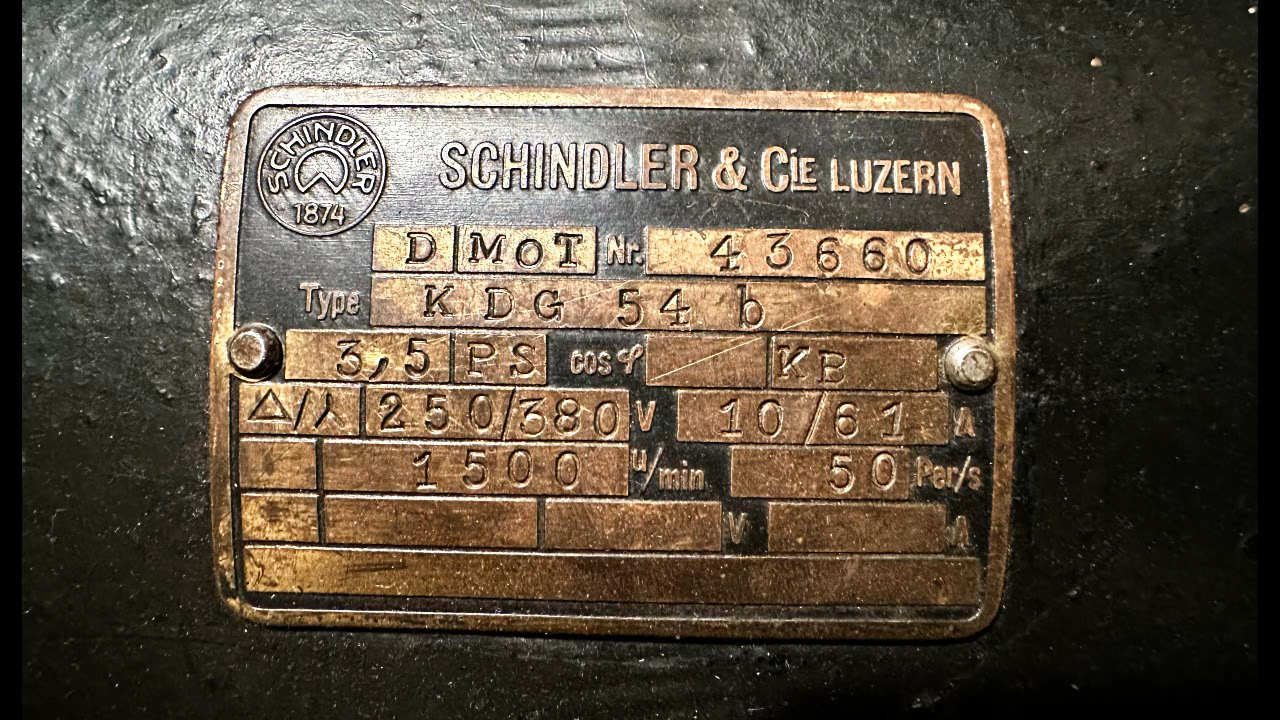 SCHINDLER
1874
SCHINDLER & Cie LUZERN
D MOT Nr. 43660
Type KDG 54 b
3,5 PS cos φ KB
△/⅄ 250/380 V 10/61 A
1500 u/min 50 Per/s
V A